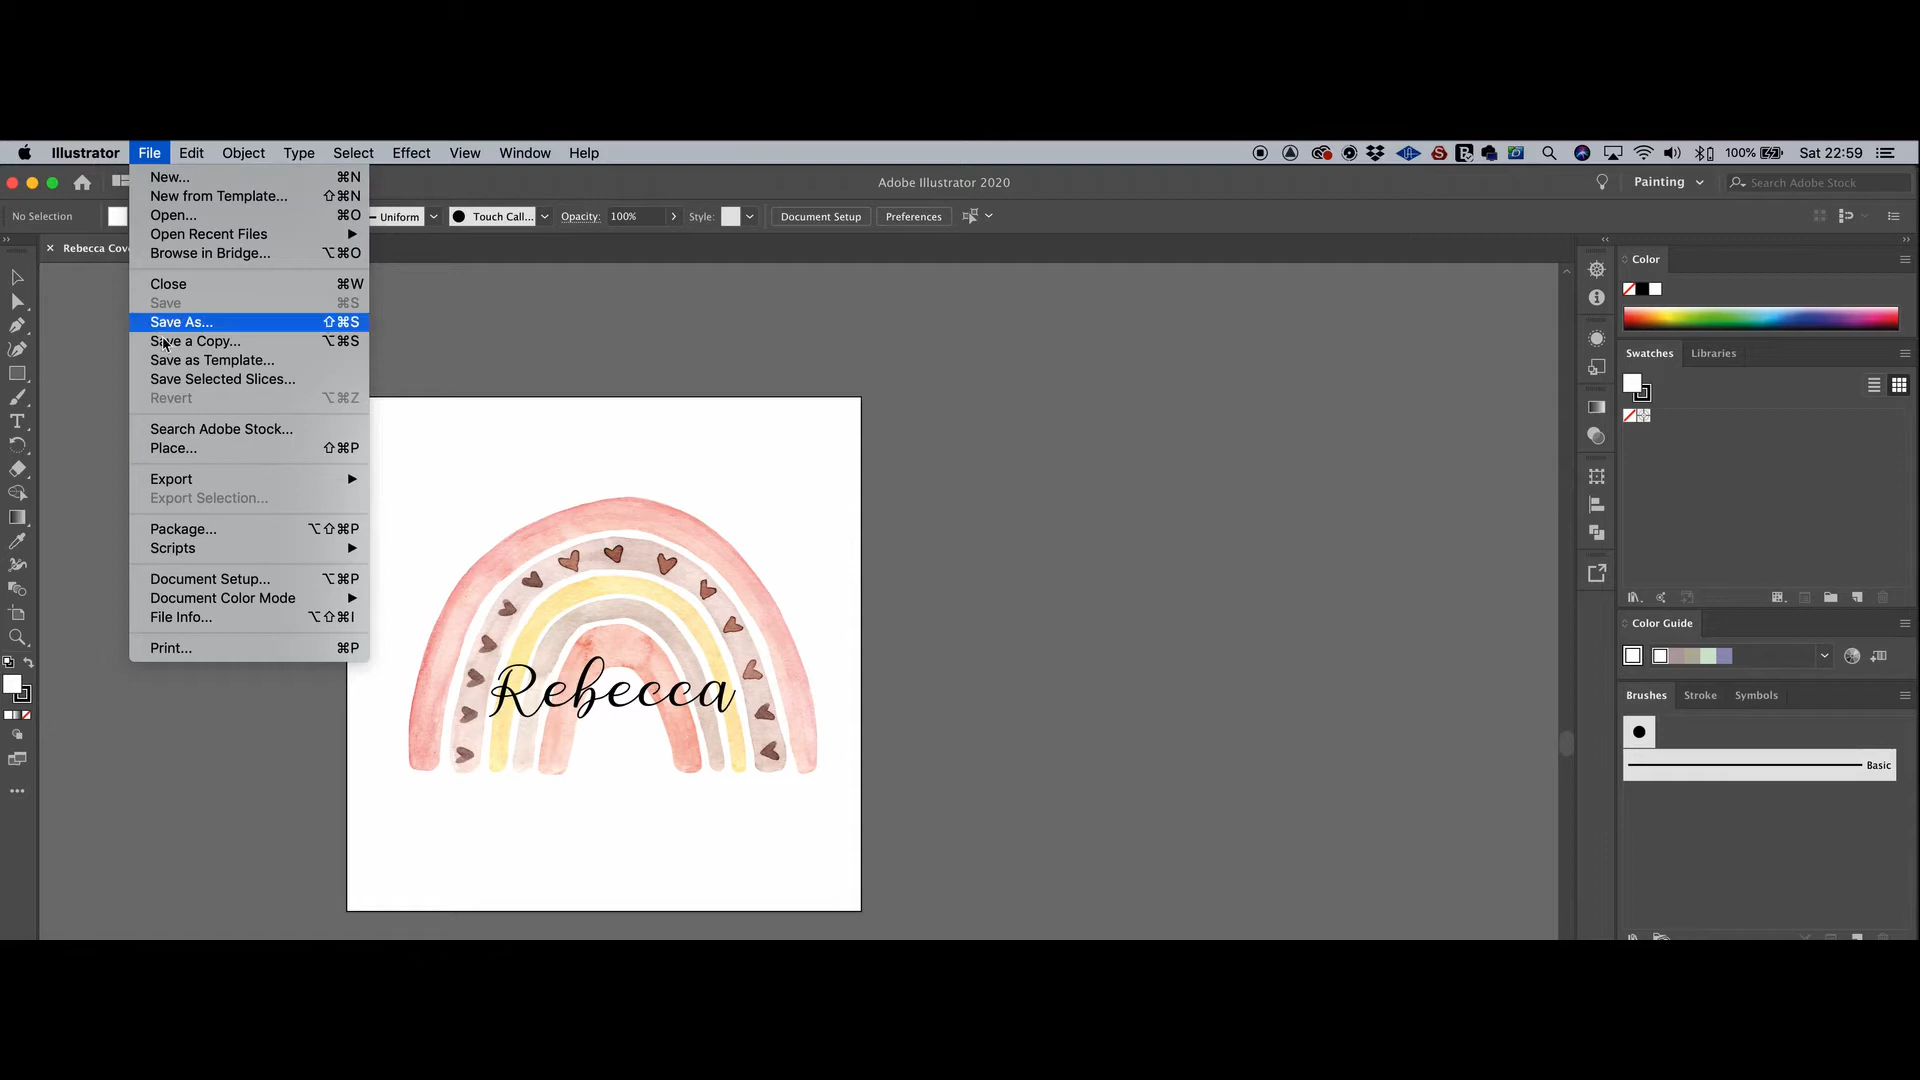 Illustrator File Edit Object Type Select Effect View Window Help 100% Sat 22:59
Adobe Illustrator 2020 Painting Search Adobe Stock
No Selection Uniform Touch Call... Opacity: 100% Style: Document Setup Preferences
Rebecca Cov
New... ⌘N
New from Template... ⇧⌘N
Open... ⌘O
Open Recent Files
Browse in Bridge... ⌥⌘O
Close ⌘W
Save ⌘S
Save As... ⇧⌘S
Save a Copy... ⌥⌘S
Save as Template...
Save Selected Slices...
Revert ⌥⌘Z
Search Adobe Stock...
Place... ⇧⌘P
Export
Export Selection...
Package... ⌥⇧⌘P
Scripts
Document Setup... ⌥⌘P
Document Color Mode
File Info... ⌥⇧⌘I
Print... ⌘P
Rebecca
Color
Swatches Libraries
Color Guide
Brushes Stroke Symbols
Basic